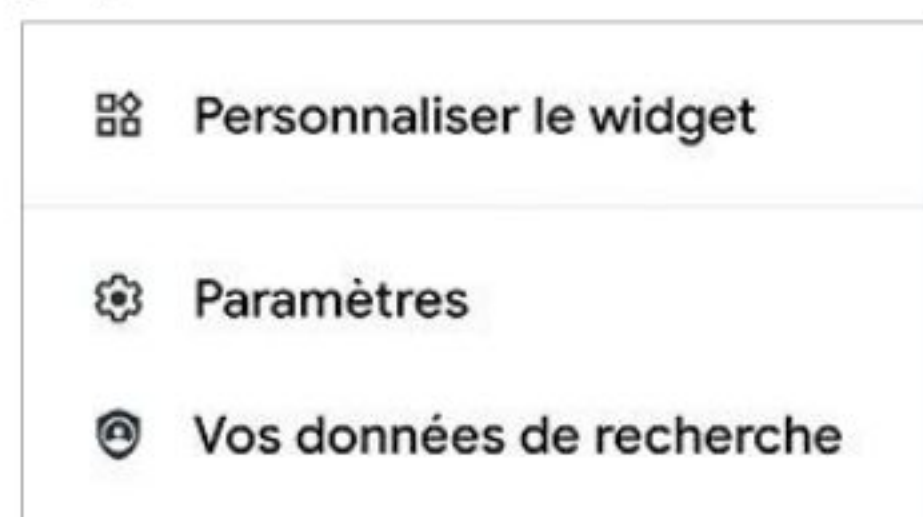 Personnaliser le widget
Paramètres
Vos données de recherche